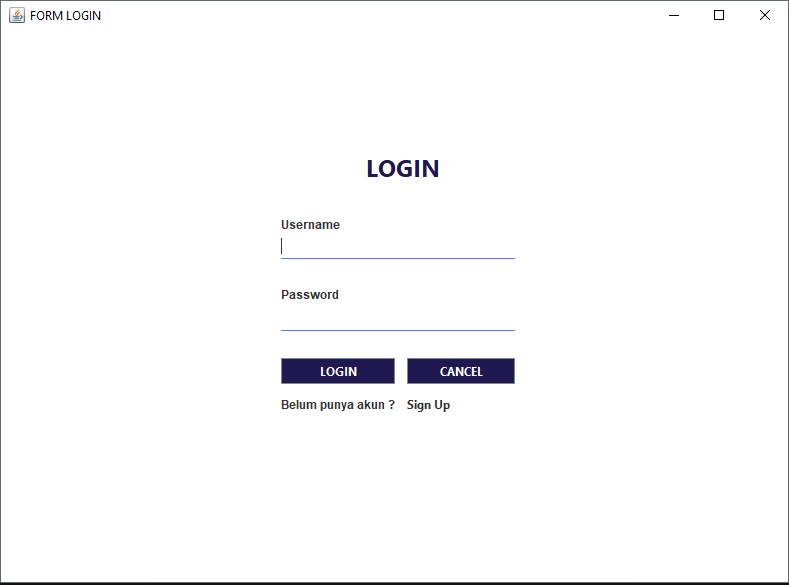 FORM LOGIN
LOGIN
Username
Password
LOGIN CANCEL
Belum punya akun ? Sign Up